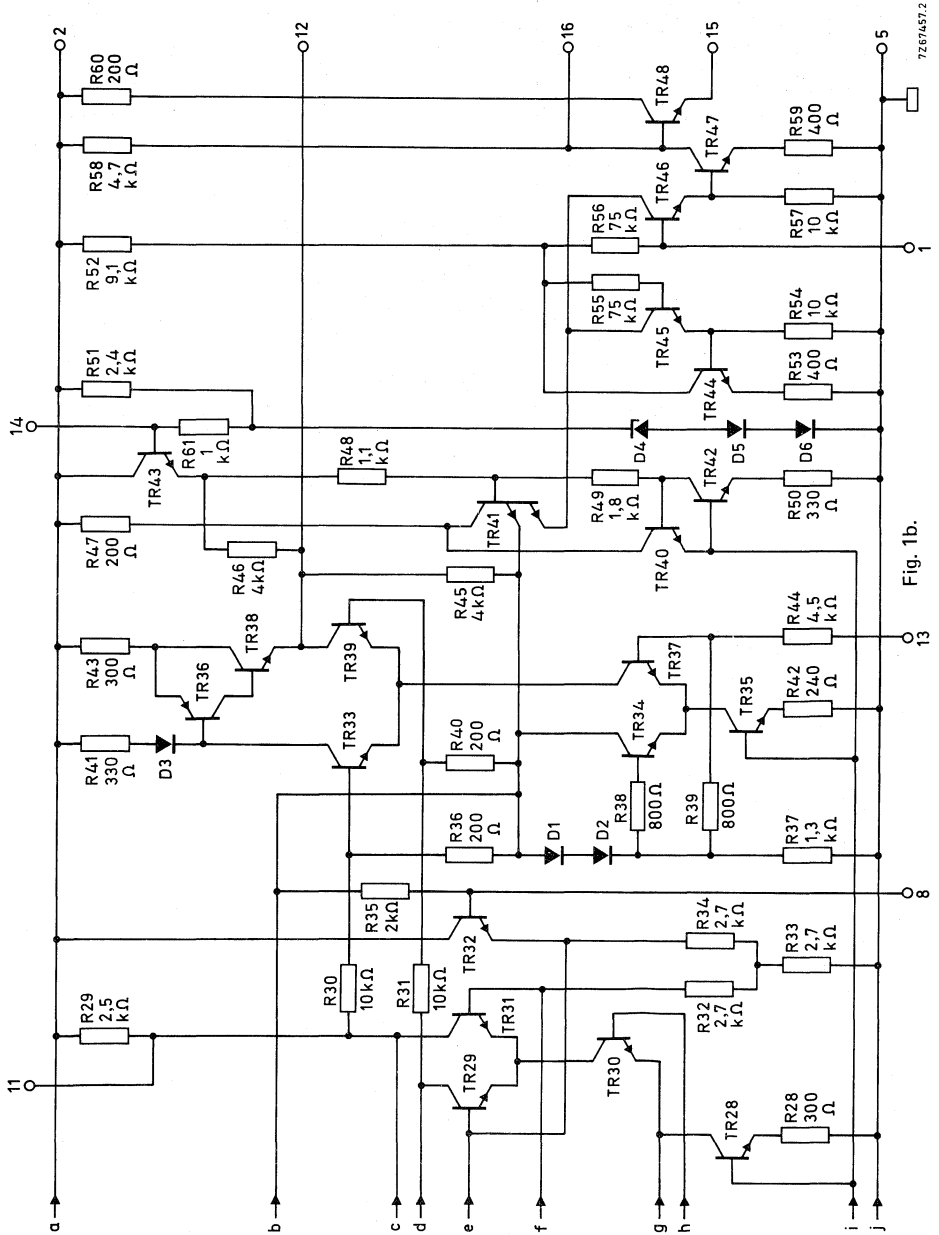 11
14
2
12
16
15
5
1
13
8
a
b
c
d
e
f
g
h
i
j
R29
2,5
kΩ
R41
330
Ω
D3
R43
300
Ω
TR36
TR38
R47
200
Ω
R46
4kΩ
TR43
R61
1
kΩ
R51
2,4
kΩ
R52
9,1
kΩ
R58
4,7
kΩ
R60
200
Ω
R48
1,1
kΩ
R30
10kΩ
R31
10kΩ
R35
2kΩ
TR32
R36
200
Ω
R40
200
Ω
TR33
TR39
R45
4kΩ
TR41
TR29
TR31
TR30
TR28
R28
300
Ω
R32
2,7
kΩ
R34
2,7
kΩ
R33
2,7
kΩ
D1
D2
R38
800Ω
R39
800Ω
R37
1,3
kΩ
TR34
TR37
TR35
R42
240
Ω
R44
4,5
kΩ
TR40
R49
1,8
kΩ
TR42
R50
330
Ω
D4
D5
D6
TR44
TR45
R53
400
Ω
R54
10
kΩ
R55
75
kΩ
R56
75
kΩ
TR46
TR47
TR48
R57
10
kΩ
R59
400
Ω
Fig. 1b.
7Z67457.2